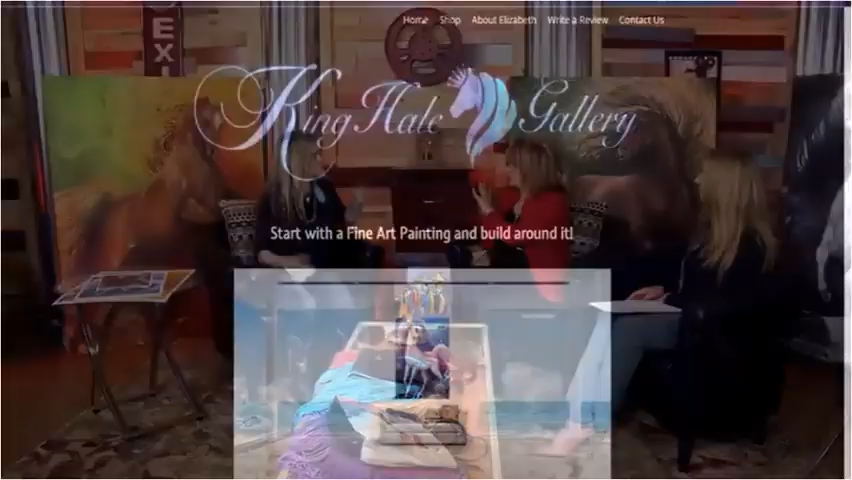 Home Shop About Elizabeth Write a Review Contact Us
EXI
King Hale Gallery
Start with a Fine Art Painting and build around it!